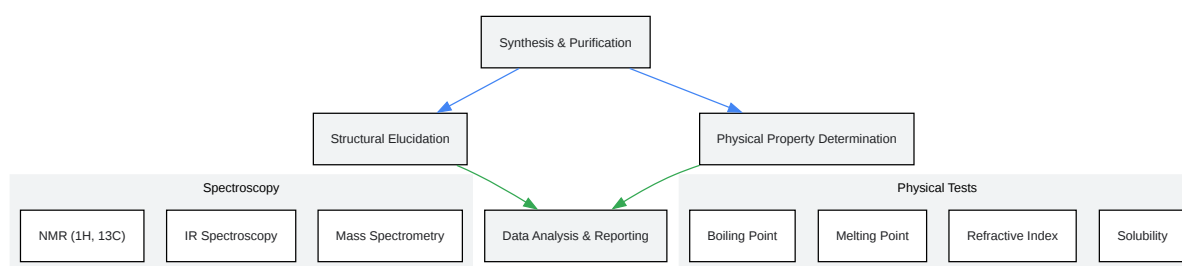 Synthesis & Purification
Structural Elucidation
Physical Property Determination
Spectroscopy
Physical Tests
NMR (1H, 13C)
IR Spectroscopy
Mass Spectrometry
Data Analysis & Reporting
Boiling Point
Melting Point
Refractive Index
Solubility